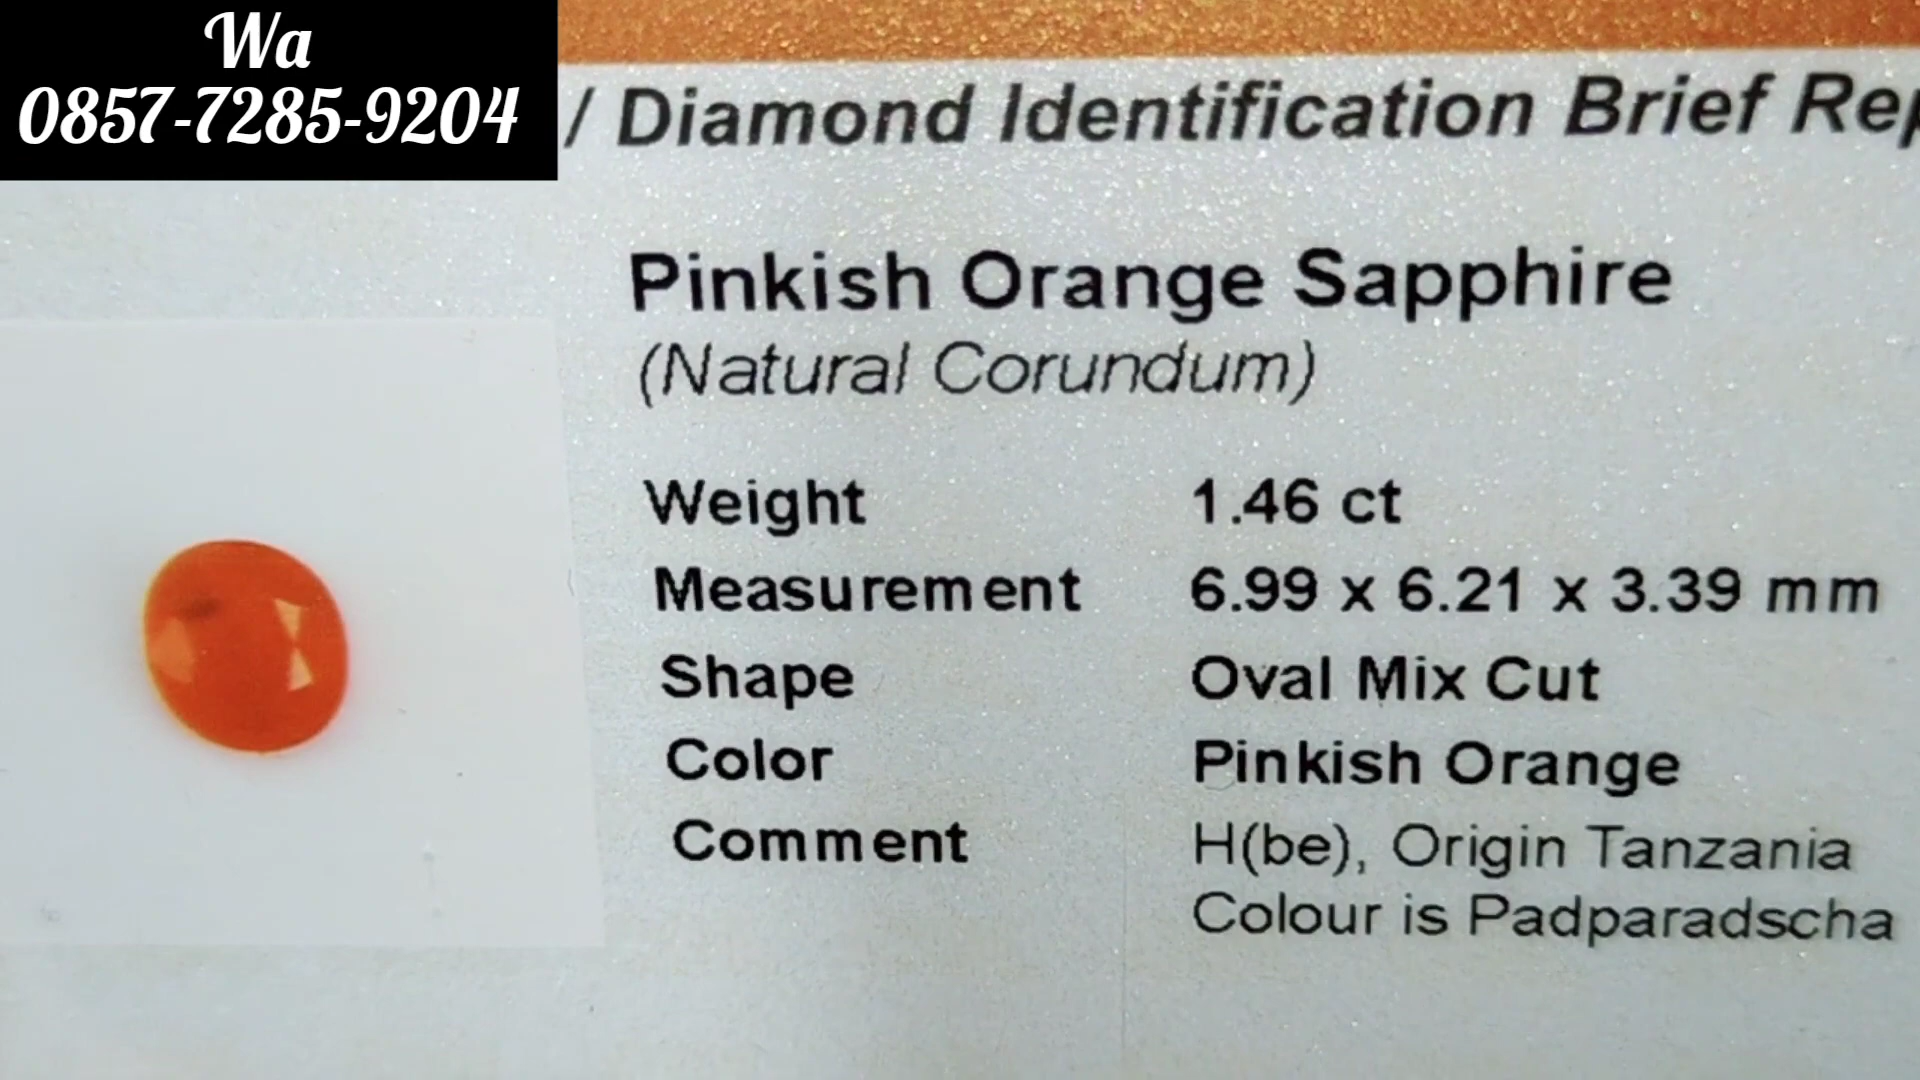 Wa
0857-7285-9204
/ Diamond Identification Brief
Pinkish Orange Sapphire
(Natural Corundum)
Weight 1.46 ct
Measurement 6.99 x 6.21 x 3.39 mm
Shape Oval Mix Cut
Color Pinkish Orange
Comment H(be), Origin Tanzania
Colour is Padparadscha